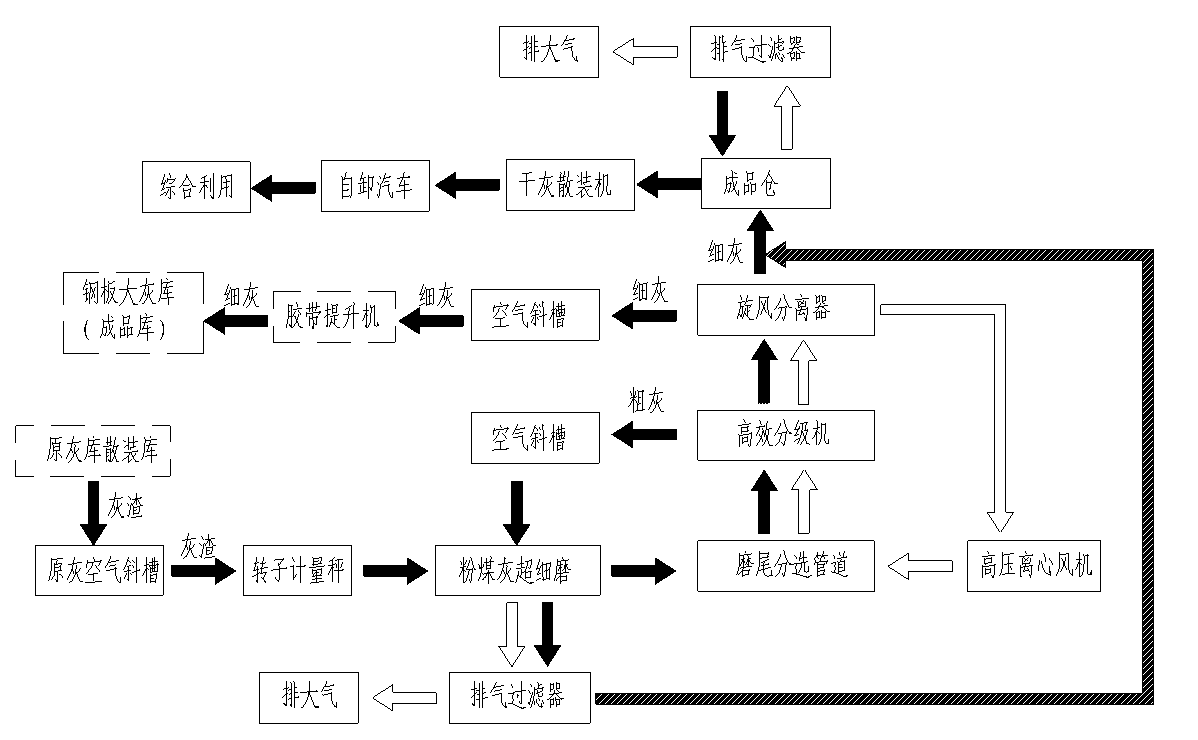 排大气
排气过滤器
综合利用
自卸汽车
干灰散装机
成品仓
细灰
钢板大灰库
(成品库)
细灰
胶带提升机
细灰
空气斜槽
细灰
旋风分离器
粗灰
空气斜槽
高效分级机
原灰库散装库
灰渣
原灰空气斜槽
灰渣
转子计量秤
粉煤灰超细磨
磨尾分选管道
高压离心风机
排大气
排气过滤器